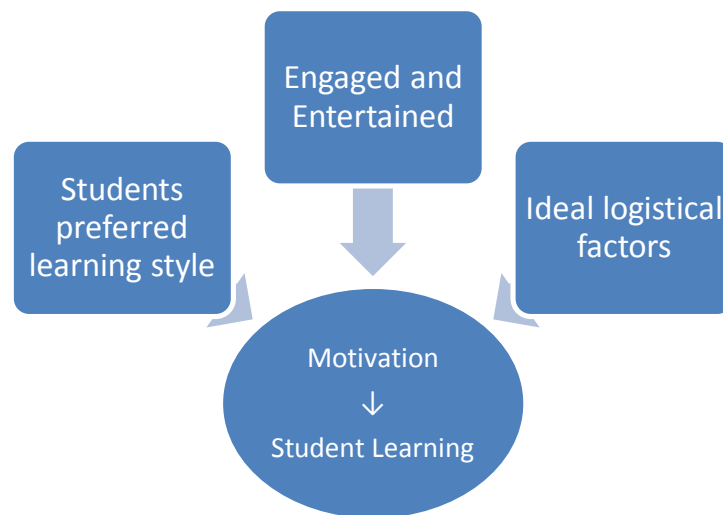 Engaged and
Entertained
Students
preferred
learning style
Ideal logistical
factors
Motivation
↓
Student Learning